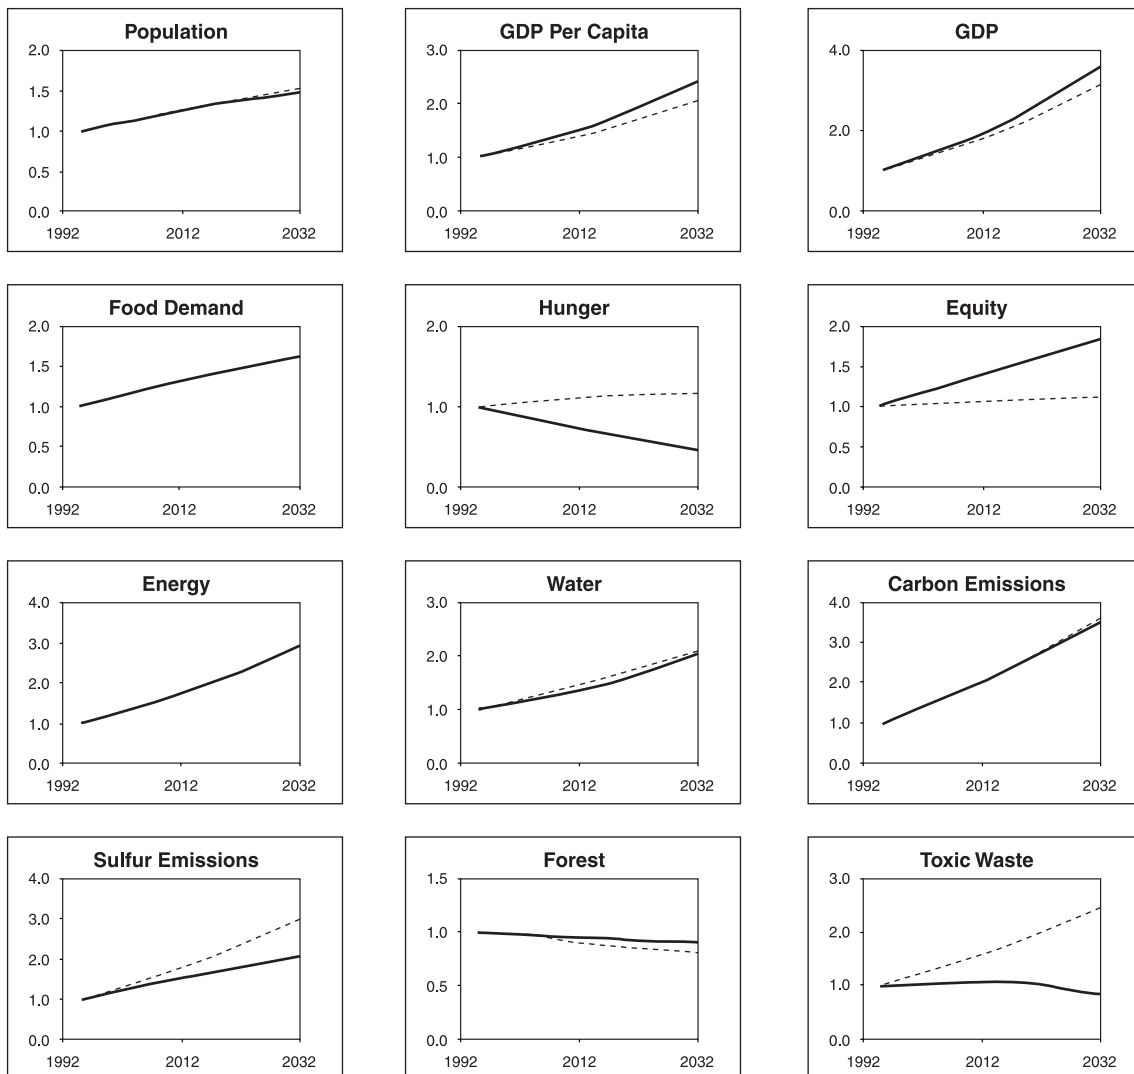 Population
2.0
1.5
1.0
0.5
0.0
1992 2012 2032
GDP Per Capita
3.0
2.0
1.0
0.0
1992 2012 2032
GDP
4.0
2.0
0.0
1992 2012 2032
Food Demand
2.0
1.5
1.0
0.5
0.0
1992 2012 2032
Hunger
2.0
1.0
0.0
1992 2012 2032
Equity
2.0
1.5
1.0
0.5
0.0
1992 2012 2032
Energy
4.0
3.0
2.0
1.0
0.0
1992 2012 2032
Water
3.0
2.0
1.0
0.0
1992 2012 2032
Carbon Emissions
4.0
3.0
2.0
1.0
0.0
1992 2012 2032
Sulfur Emissions
4.0
3.0
2.0
1.0
0.0
1992 2012 2032
Forest
1.5
1.0
0.5
0.0
1992 2012 2032
Toxic Waste
3.0
2.0
1.0
0.0
1992 2012 2032